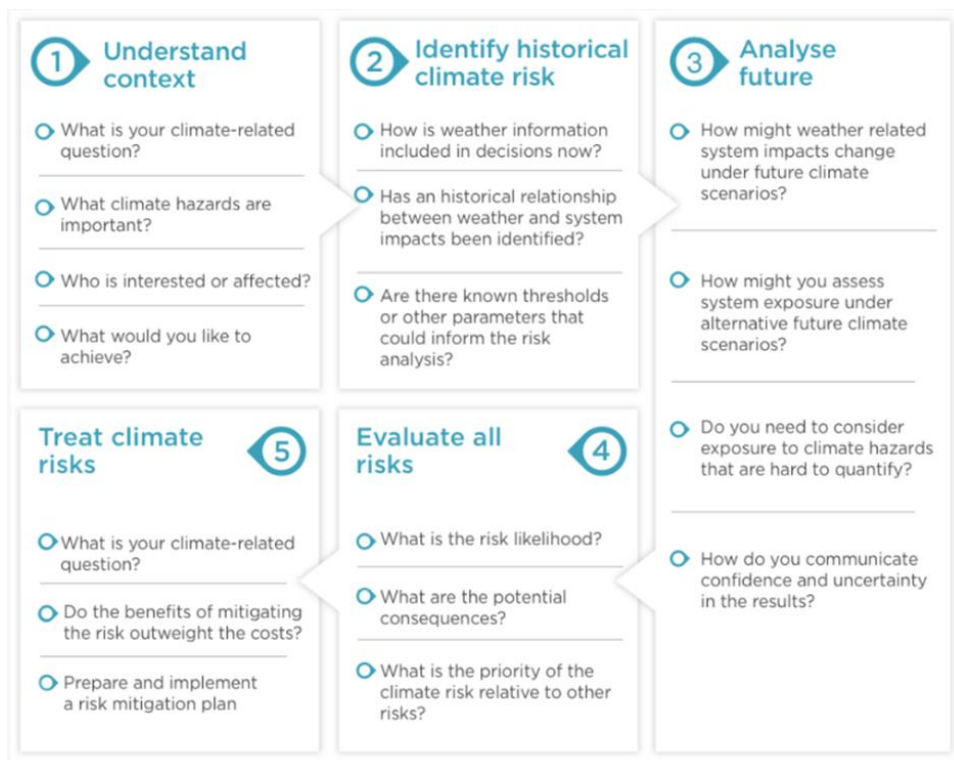 1
Understand
context
What is your climate-related
question?
What climate hazards are
important?
Who is interested or affected?
What would you like to
achieve?
2
Identify historical
climate risk
How is weather information
included in decisions now?
Has an historical relationship
between weather and system
impacts been identified?
Are there known thresholds
or other parameters that
could inform the risk
analysis?
3
Analyse
future
How might weather related
system impacts change
under future climate
scenarios?
How might you assess
system exposure under
alternative future climate
scenarios?
Do you need to consider
exposure to climate hazards
that are hard to quantify?
How do you communicate
confidence and uncertainty
in the results?
Evaluate all
risks
4
What is the risk likelihood?
What are the potential
consequences?
What is the priority of the
climate risk relative to other
risks?
Treat climate
risks
5
What is your climate-related
question?
Do the benefits of mitigating
the risk outweight the costs?
Prepare and implement
a risk mitigation plan